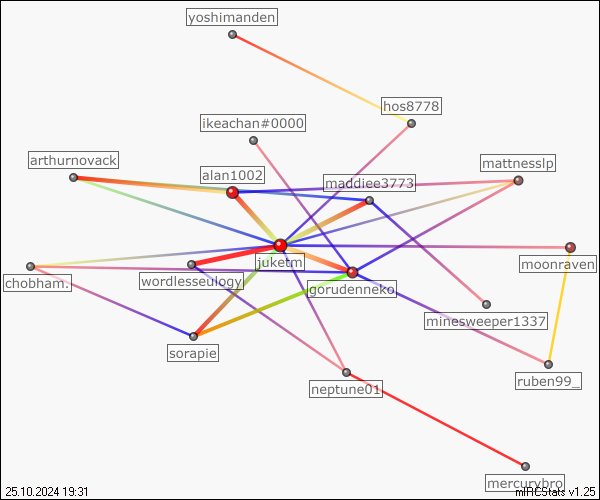 yoshimanden
hos8778
ikeachan#0000
arthurnovack
mattnesslp
alan1002
maddiee3773
juketm
moonraven
chobham.
wordlesseulogy
gorudenneko
minesweeper1337
sorapie
neptune01
ruben99_
mercurybro
25.10.2024 19:31
mIRCStats v1.25